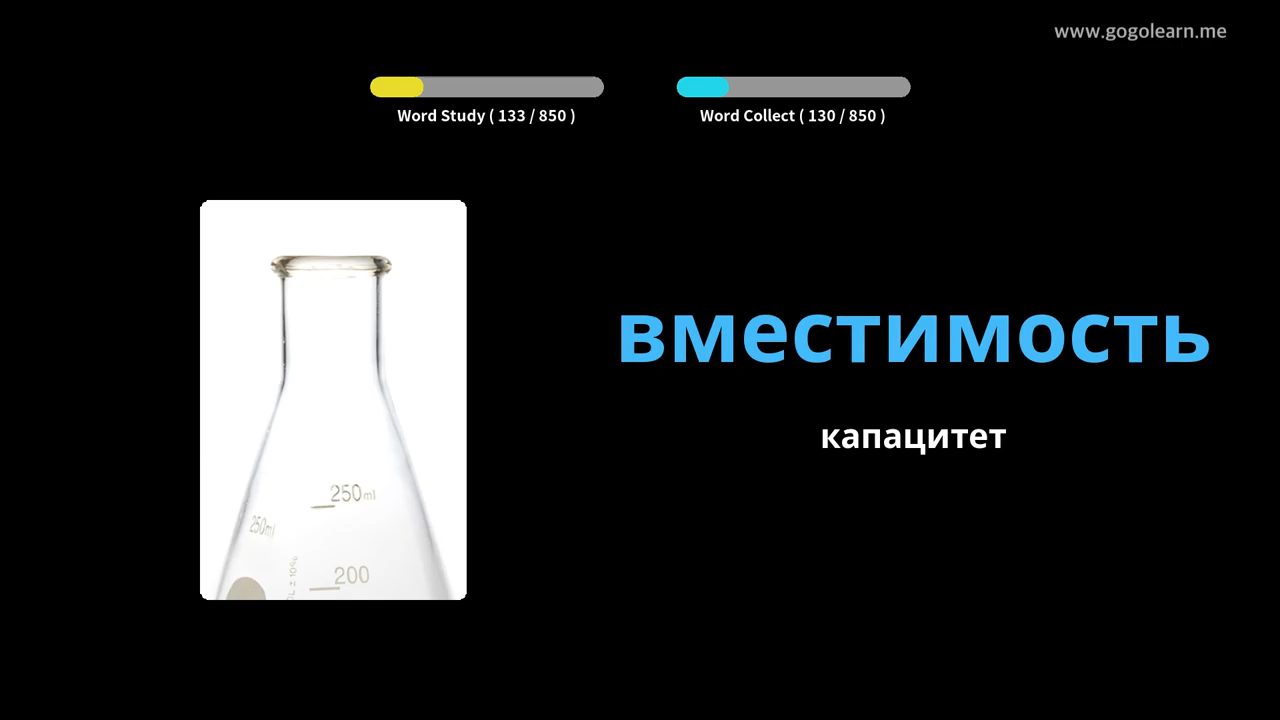 www.gogolearn.me
Word Study ( 133 / 850 )
Word Collect ( 130 / 850 )
вместимость
капацитет
250ml
250ml
200